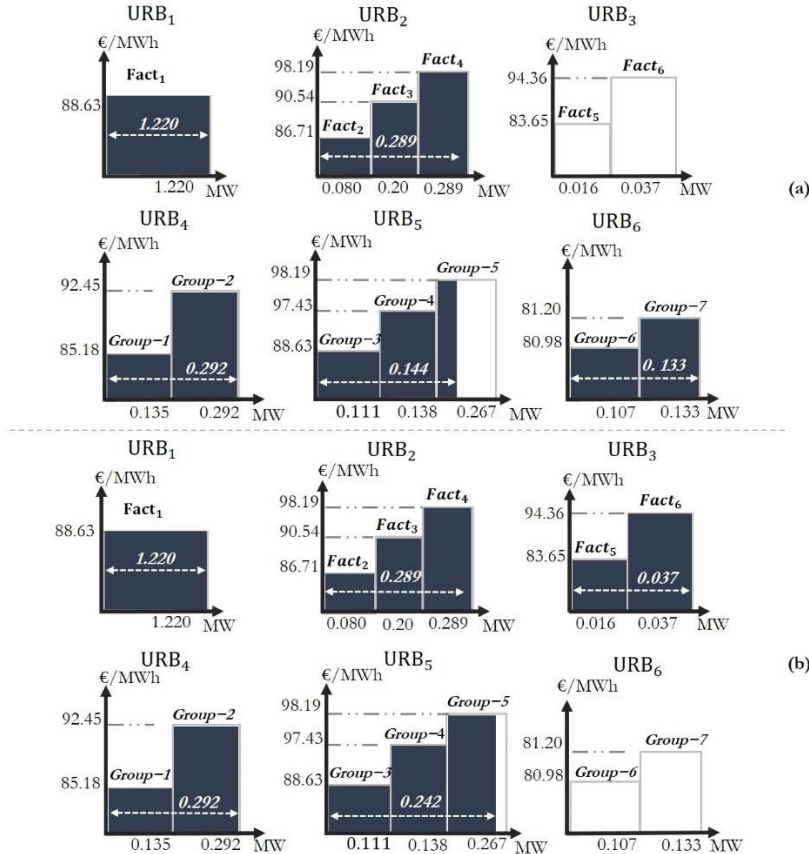 URB₁ URB₂ URB₃
€/MWh €/MWh €/MWh
Fact₁
88.63
1.220
1.220 MW
98.19
90.54
86.71
Fact₂ Fact₃ Fact₄
0.289
0.080 0.20 0.289 MW
94.36
83.65
Fact₅ Fact₆
0.016 0.037 MW
(a)
URB₄ URB₅ URB₆
€/MWh €/MWh €/MWh
92.45
85.18
Group-1 Group-2
0.292
0.135 0.292 MW
98.19
97.43
88.63
Group-3 Group-4 Group-5
0.144
0.111 0.138 0.267 MW
81.20
80.98
Group-6 Group-7
0.133
0.107 0.133 MW
URB₁ URB₂ URB₃
€/MWh €/MWh €/MWh
Fact₁
88.63
1.220
1.220 MW
98.19
90.54
86.71
Fact₂ Fact₃ Fact₄
0.289
0.080 0.20 0.289 MW
94.36
83.65
Fact₅ Fact₆
0.037
0.016 0.037 MW
(b)
URB₄ URB₅ URB₆
€/MWh €/MWh €/MWh
92.45
85.18
Group-1 Group-2
0.292
0.135 0.292 MW
98.19
97.43
88.63
Group-3 Group-4 Group-5
0.242
0.111 0.138 0.267 MW
81.20
80.98
Group-6 Group-7
0.107 0.133 MW